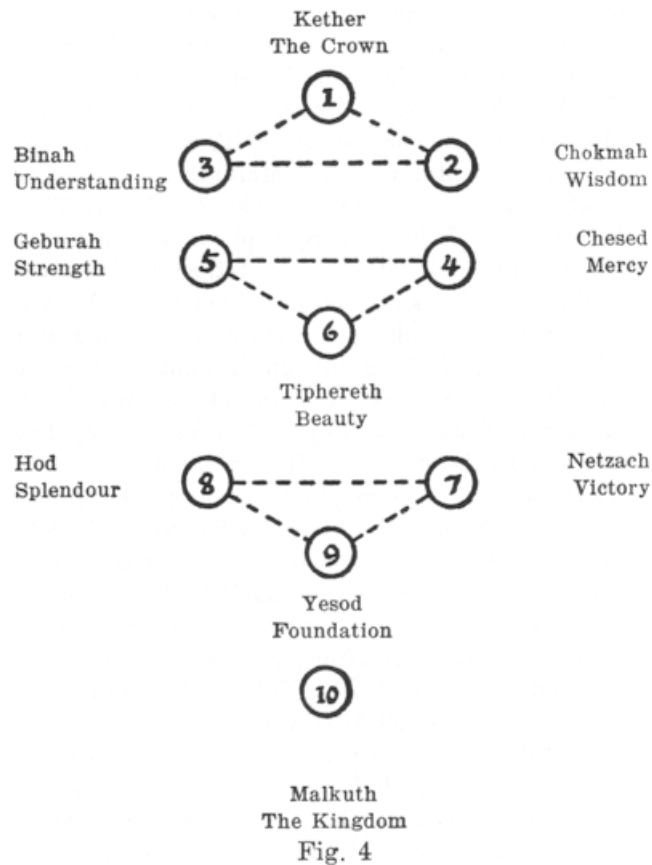 Kether
The Crown
1
Binah
Understanding
3
2
Chokmah
Wisdom
Geburah
Strength
5
4
Chesed
Mercy
6
Tiphereth
Beauty
Hod
Splendour
8
7
Netzach
Victory
9
Yesod
Foundation
10
Malkuth
The Kingdom
Fig. 4